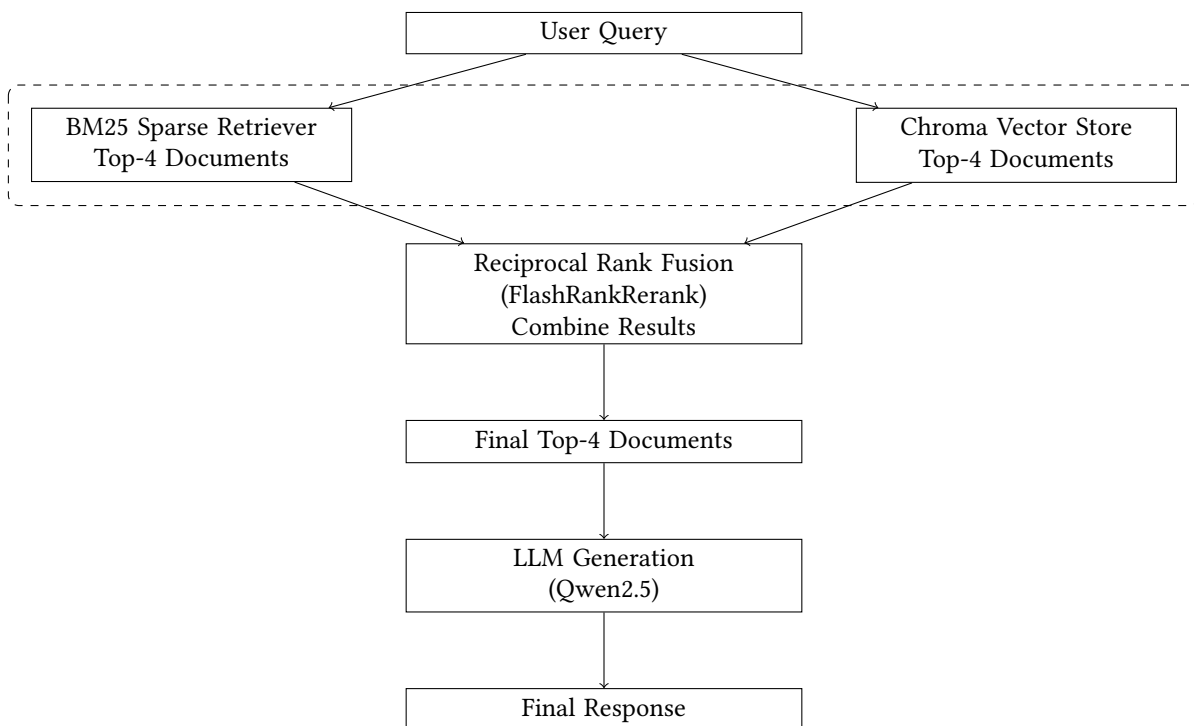 User Query
BM25 Sparse Retriever
Top-4 Documents
Chroma Vector Store
Top-4 Documents
Reciprocal Rank Fusion
(FlashRankRerank)
Combine Results
Final Top-4 Documents
LLM Generation
(Qwen2.5)
Final Response